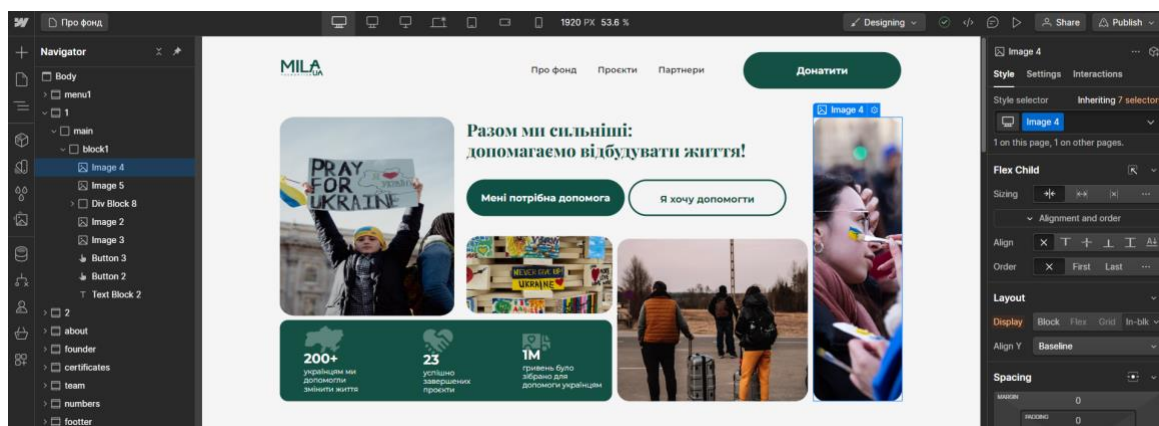 Про фонд
1920 PX 53.6 %
Designing
Share
Publish
Navigator
Body
menu1
1
main
block1
Image 4
Image 5
Div Block 8
Image 2
Image 3
Button 3
Button 2
Text Block 2
2
about
founder
certificates
team
numbers
footter
MILA
UA
Про фонд Проєкти Партнери
Донатити
Image 4
Разом ми сильніші:
допомагаємо відбудувати життя!
Мені потрібна допомога
Я хочу допомогти
PRAY
FOR
UKRAINE
NEVER GIVE UP
UKRAINE
200+
українцям ми
допомогли
змінити життя
23
успішно
завершених
проєкти
1М
гривень було
зібрано для
допомоги українцям
Image 4
Style Settings Interactions
Style selector Inheriting 7 selector
Image 4
1 on this page, 1 on other pages.
Flex Child
Sizing
Alignment and order
Align
Order First Last
Layout
Display Block Flex Grid In-blk
Align Y Baseline
Spacing
MARGIN 0
PADDING 0